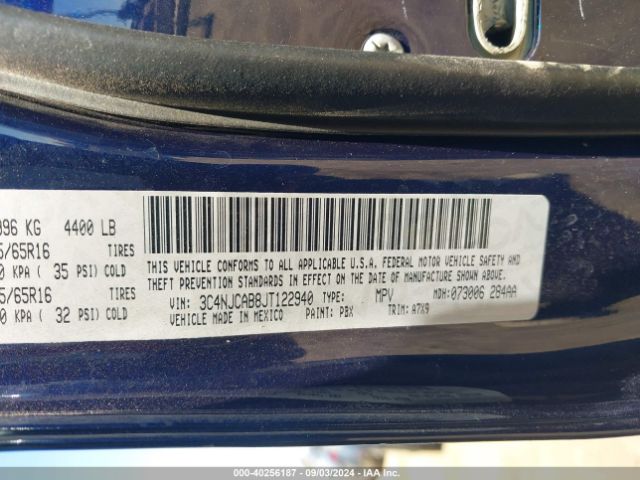 096 KG 4400 LB
5/65R16 TIRES
0 KPA ( 35 PSI) COLD
5/65R16 TIRES
0 KPA ( 32 PSI) COLD
THIS VEHICLE CONFORMS TO ALL APPLICABLE U.S.A. FEDERAL MOTOR VEHICLE SAFETY AND
THEFT PREVENTION STANDARDS IN EFFECT ON THE DATE OF MANUFACTURE SHOWN ABOVE.
VIN: 3C4NJCAB8JT122940 TYPE: MPV MDH: 073006 284AA
VEHICLE MADE IN MEXICO PAINT: PBX TRIM: A7X9
000-40256187 - 09/03/2024 - IAA Inc.